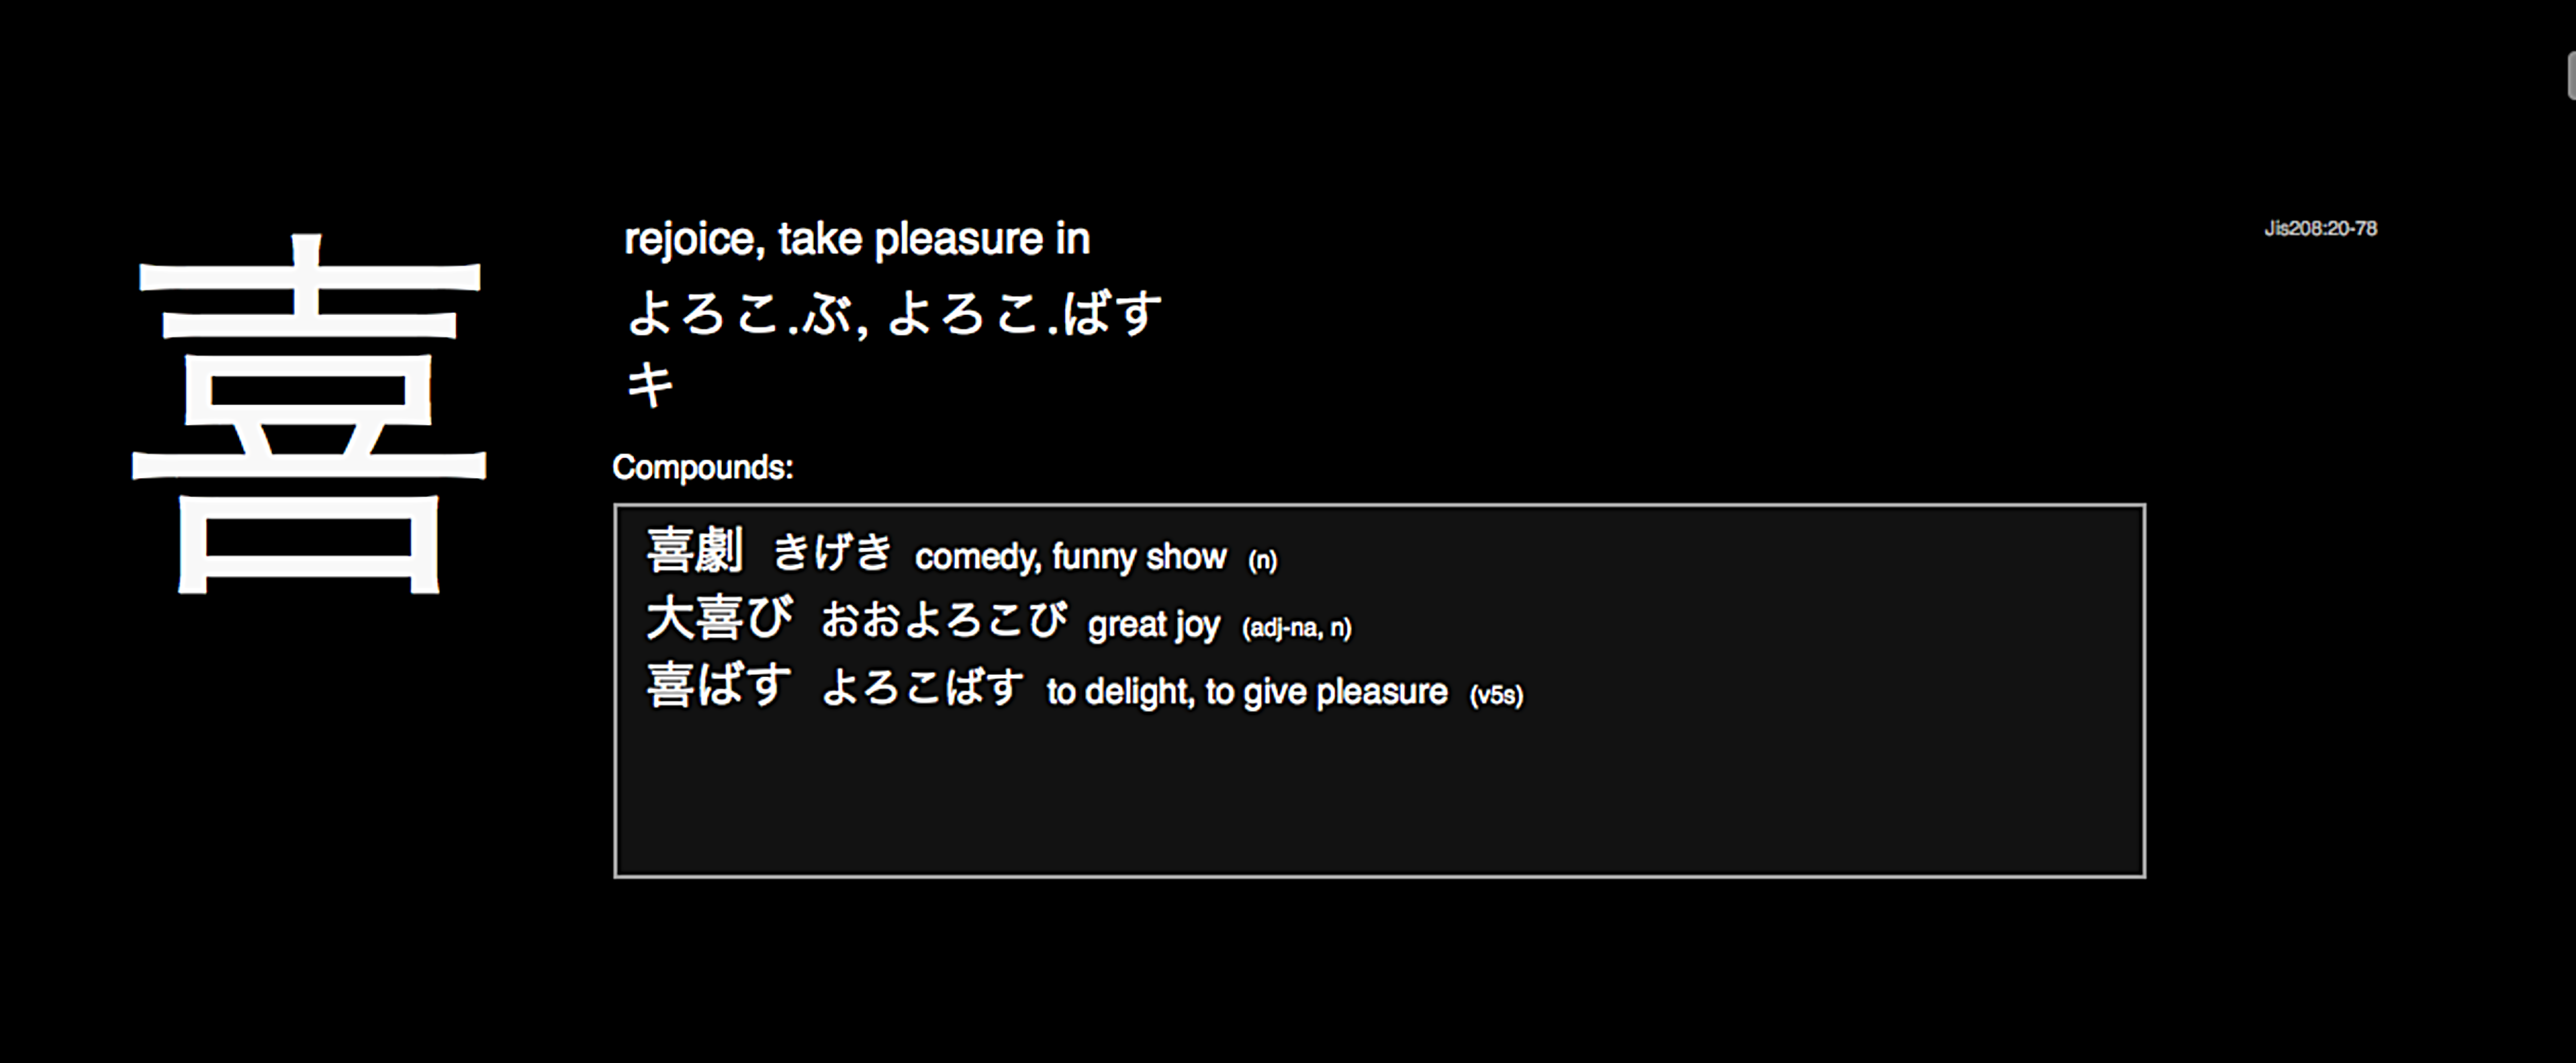 喜
rejoice, take pleasure in
よろこ.ぶ, よろこ.ばす
キ
Jis208:20-78
Compounds:
喜劇 きげき comedy, funny show (n)
大喜び おおよろこび great joy (adj-na, n)
喜ばす よろこばす to delight, to give pleasure (v5s)